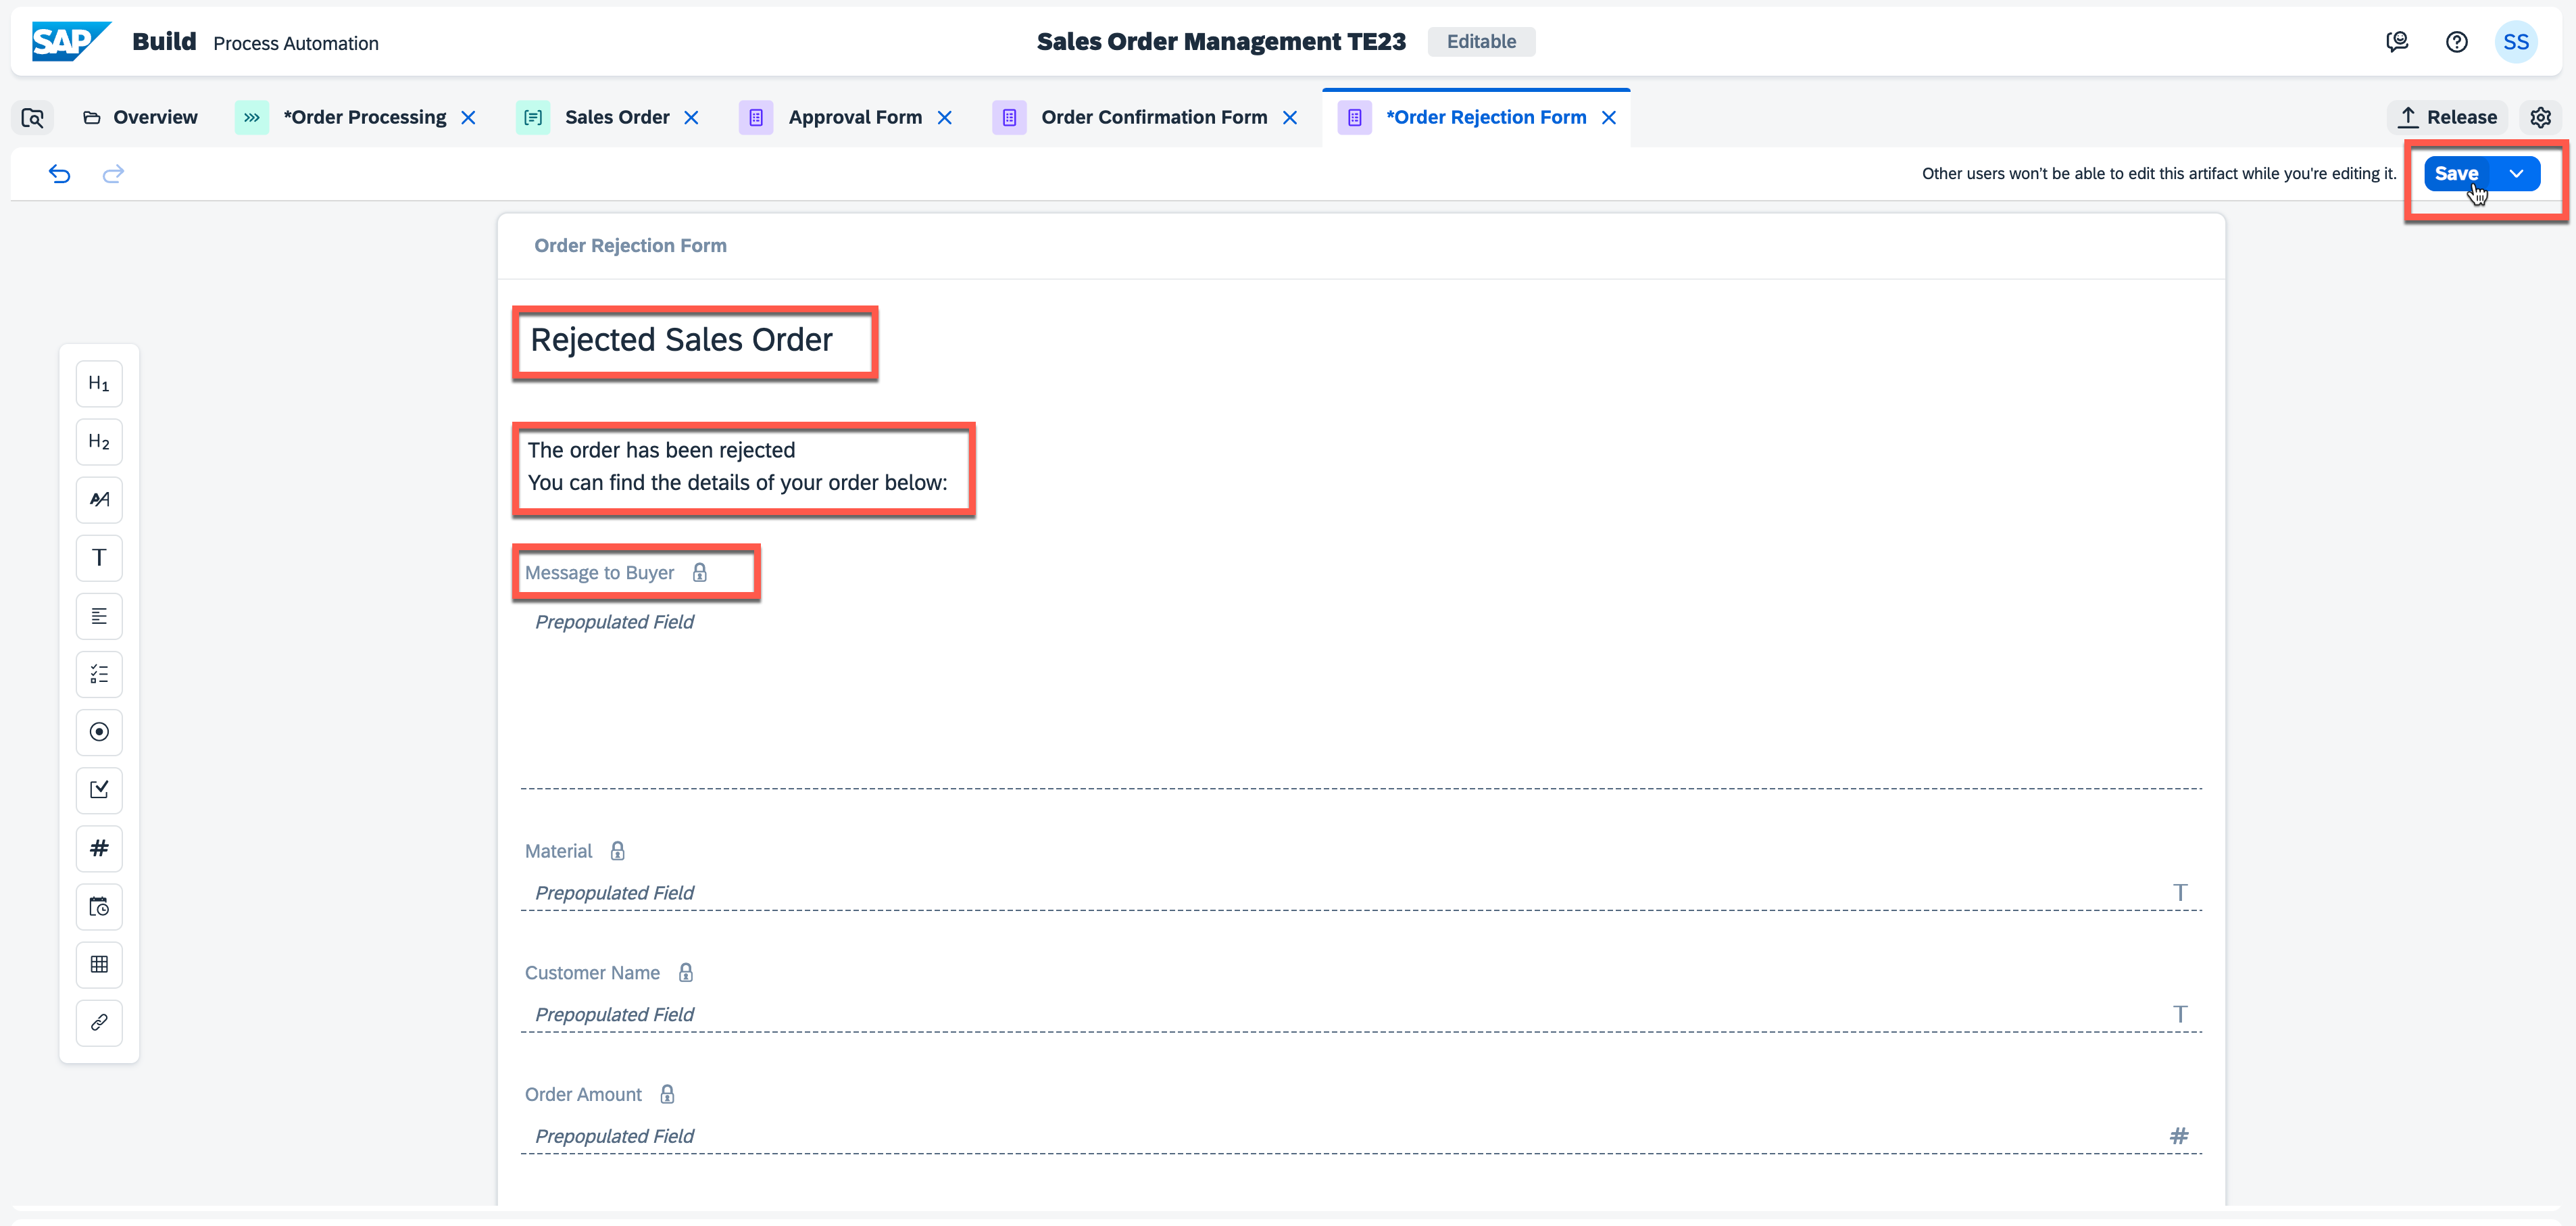 SAP Build Process Automation
Sales Order Management TE23 Editable
SS
Overview
*Order Processing
Sales Order
Approval Form
Order Confirmation Form
*Order Rejection Form
Release
Other users won't be able to edit this artifact while you're editing it.
Save
Order Rejection Form
Rejected Sales Order
The order has been rejected
You can find the details of your order below:
Message to Buyer
Prepopulated Field
Material
Prepopulated Field
T
Customer Name
Prepopulated Field
T
Order Amount
Prepopulated Field
#
H1
H2
AA
T
#